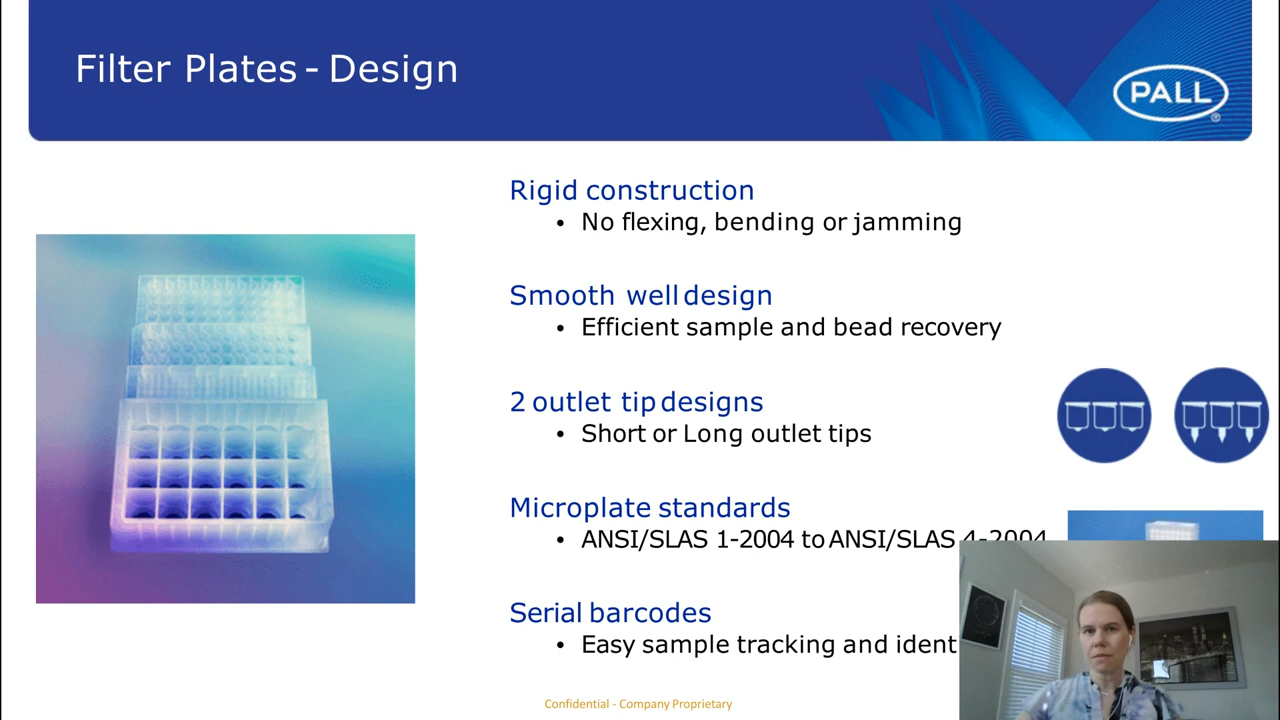 Filter Plates - Design
PALL
®
Rigid construction
• No flexing, bending or jamming
Smooth well design
• Efficient sample and bead recovery
2 outlet tip designs
• Short or Long outlet tips
Microplate standards
• ANSI/SLAS 1-2004 to ANSI/SLAS 4-2004
Serial barcodes
• Easy sample tracking and ident
Confidential - Company Proprietary